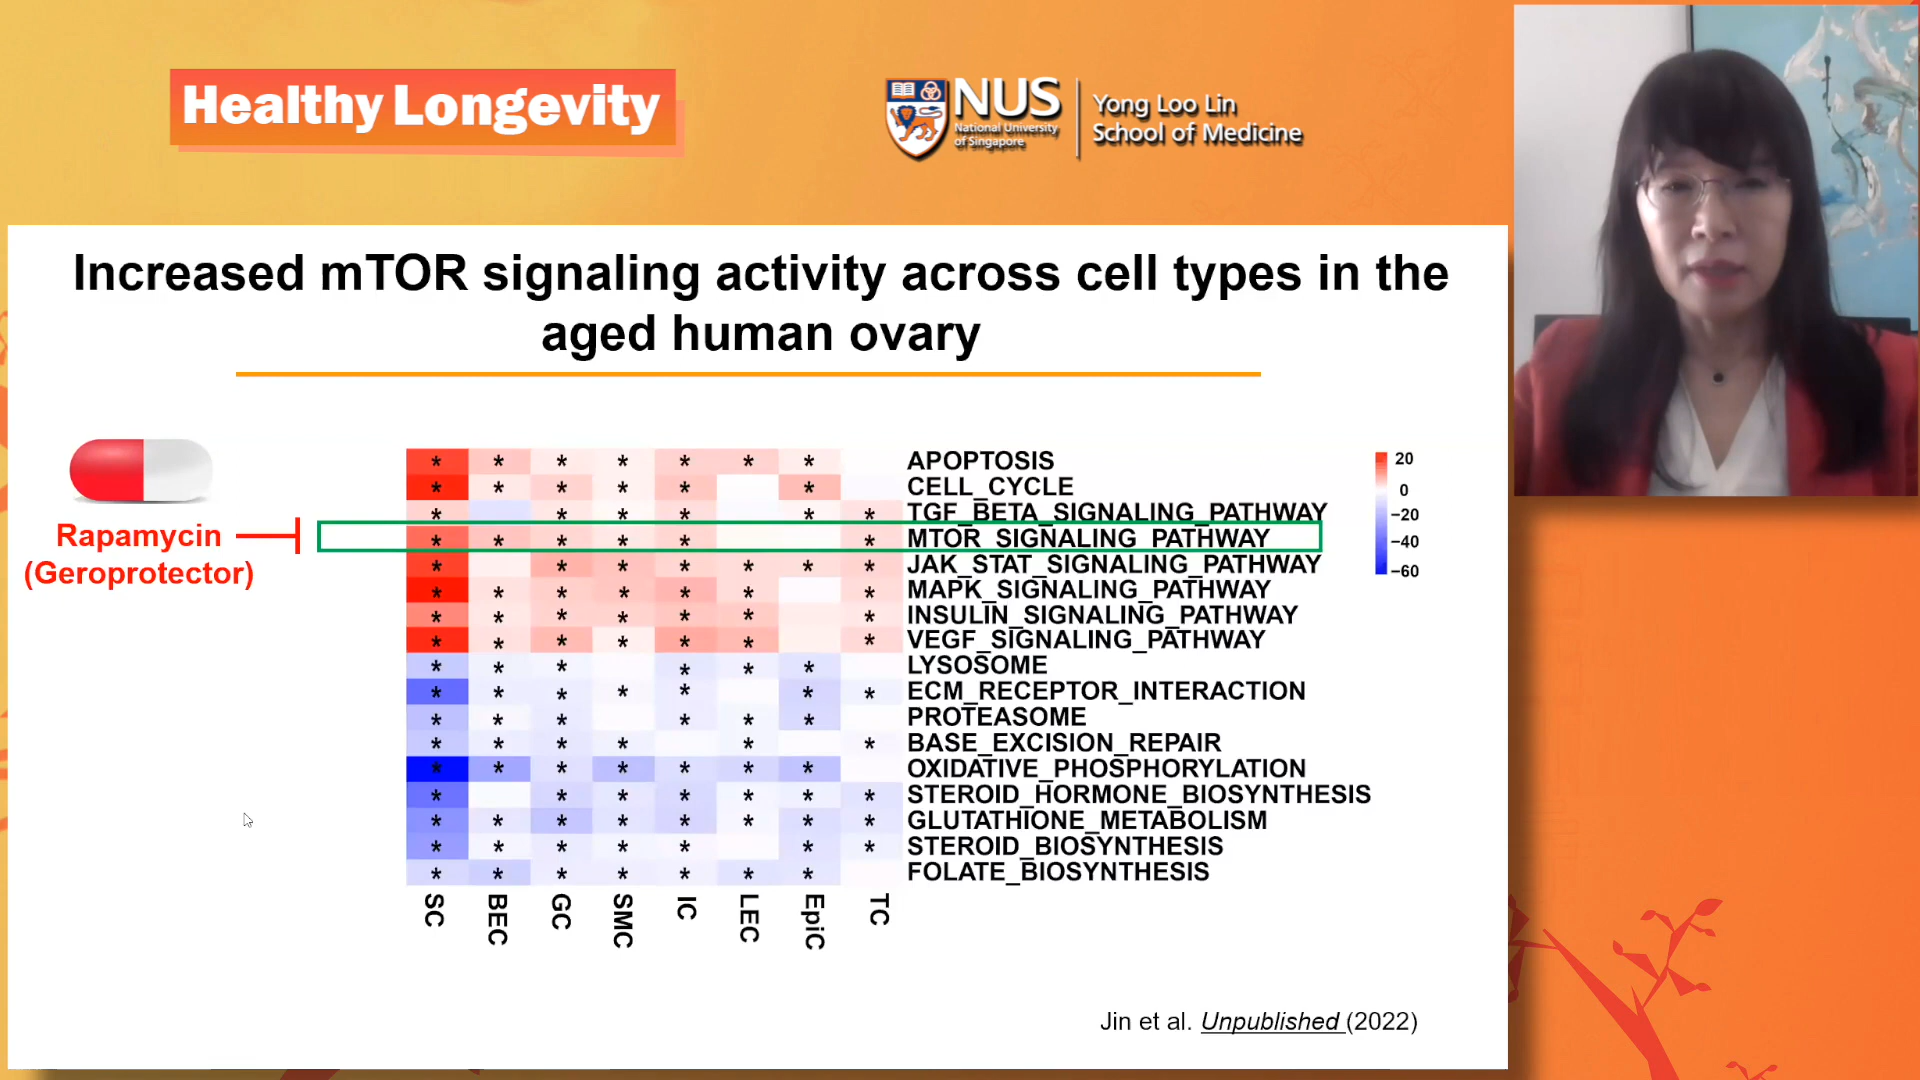 Healthy Longevity
NUS
National University
of Singapore
Yong Loo Lin
School of Medicine
Increased mTOR signaling activity across cell types in the
aged human ovary
Rapamycin
(Geroprotector)
* * * * * * * APOPTOSIS
* * * * * * CELL_CYCLE
* * * * * * TGF_BETA_SIGNALING_PATHWAY
* * * * * * MTOR_SIGNALING_PATHWAY
* * * * * * * JAK_STAT_SIGNALING_PATHWAY
* * * * * * * MAPK_SIGNALING_PATHWAY
* * * * * * * INSULIN_SIGNALING_PATHWAY
* * * * * * * VEGF_SIGNALING_PATHWAY
* * * * * * LYSOSOME
* * * * * * * ECM_RECEPTOR_INTERACTION
* * * * * * PROTEASOME
* * * * * * BASE_EXCISION_REPAIR
* * * * * * * OXIDATIVE_PHOSPHORYLATION
* * * * * * * STEROID_HORMONE_BIOSYNTHESIS
* * * * * * * * GLUTATHIONE_METABOLISM
* * * * * * * STEROID_BIOSYNTHESIS
* * * * * * * FOLATE_BIOSYNTHESIS
20
0
−20
−40
−60
SC BEC GC SMC IC LEC EpiC TC
Jin et al. Unpublished (2022)